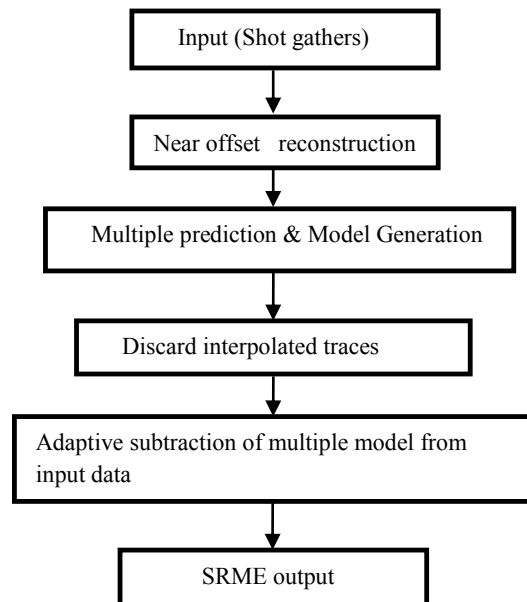 Input (Shot gathers)
Near offset reconstruction
Multiple prediction & Model Generation
Discard interpolated traces
Adaptive subtraction of multiple model from
input data
SRME output